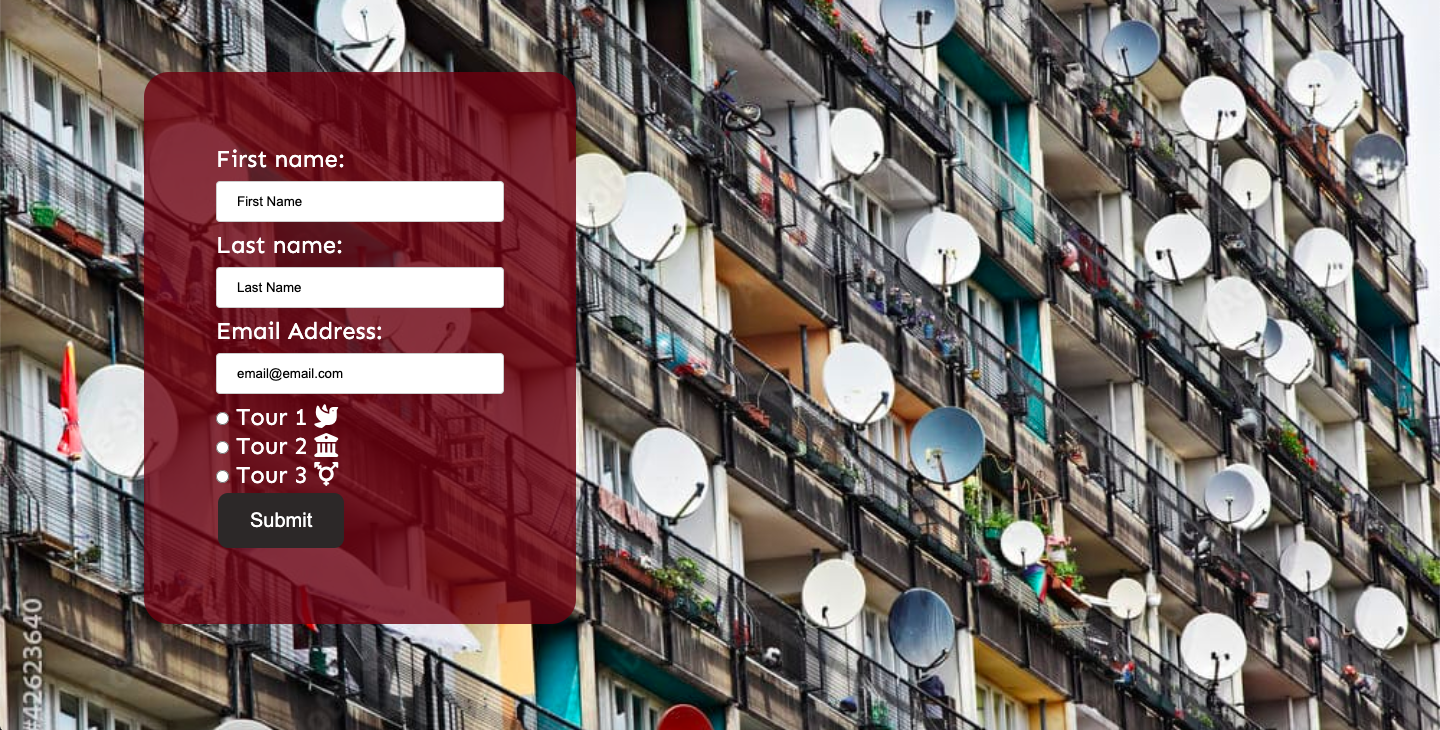 First name:
First Name
Last name:
Last Name
Email Address:
email@email.com
Tour 1
Tour 2
Tour 3
Submit
#426623640